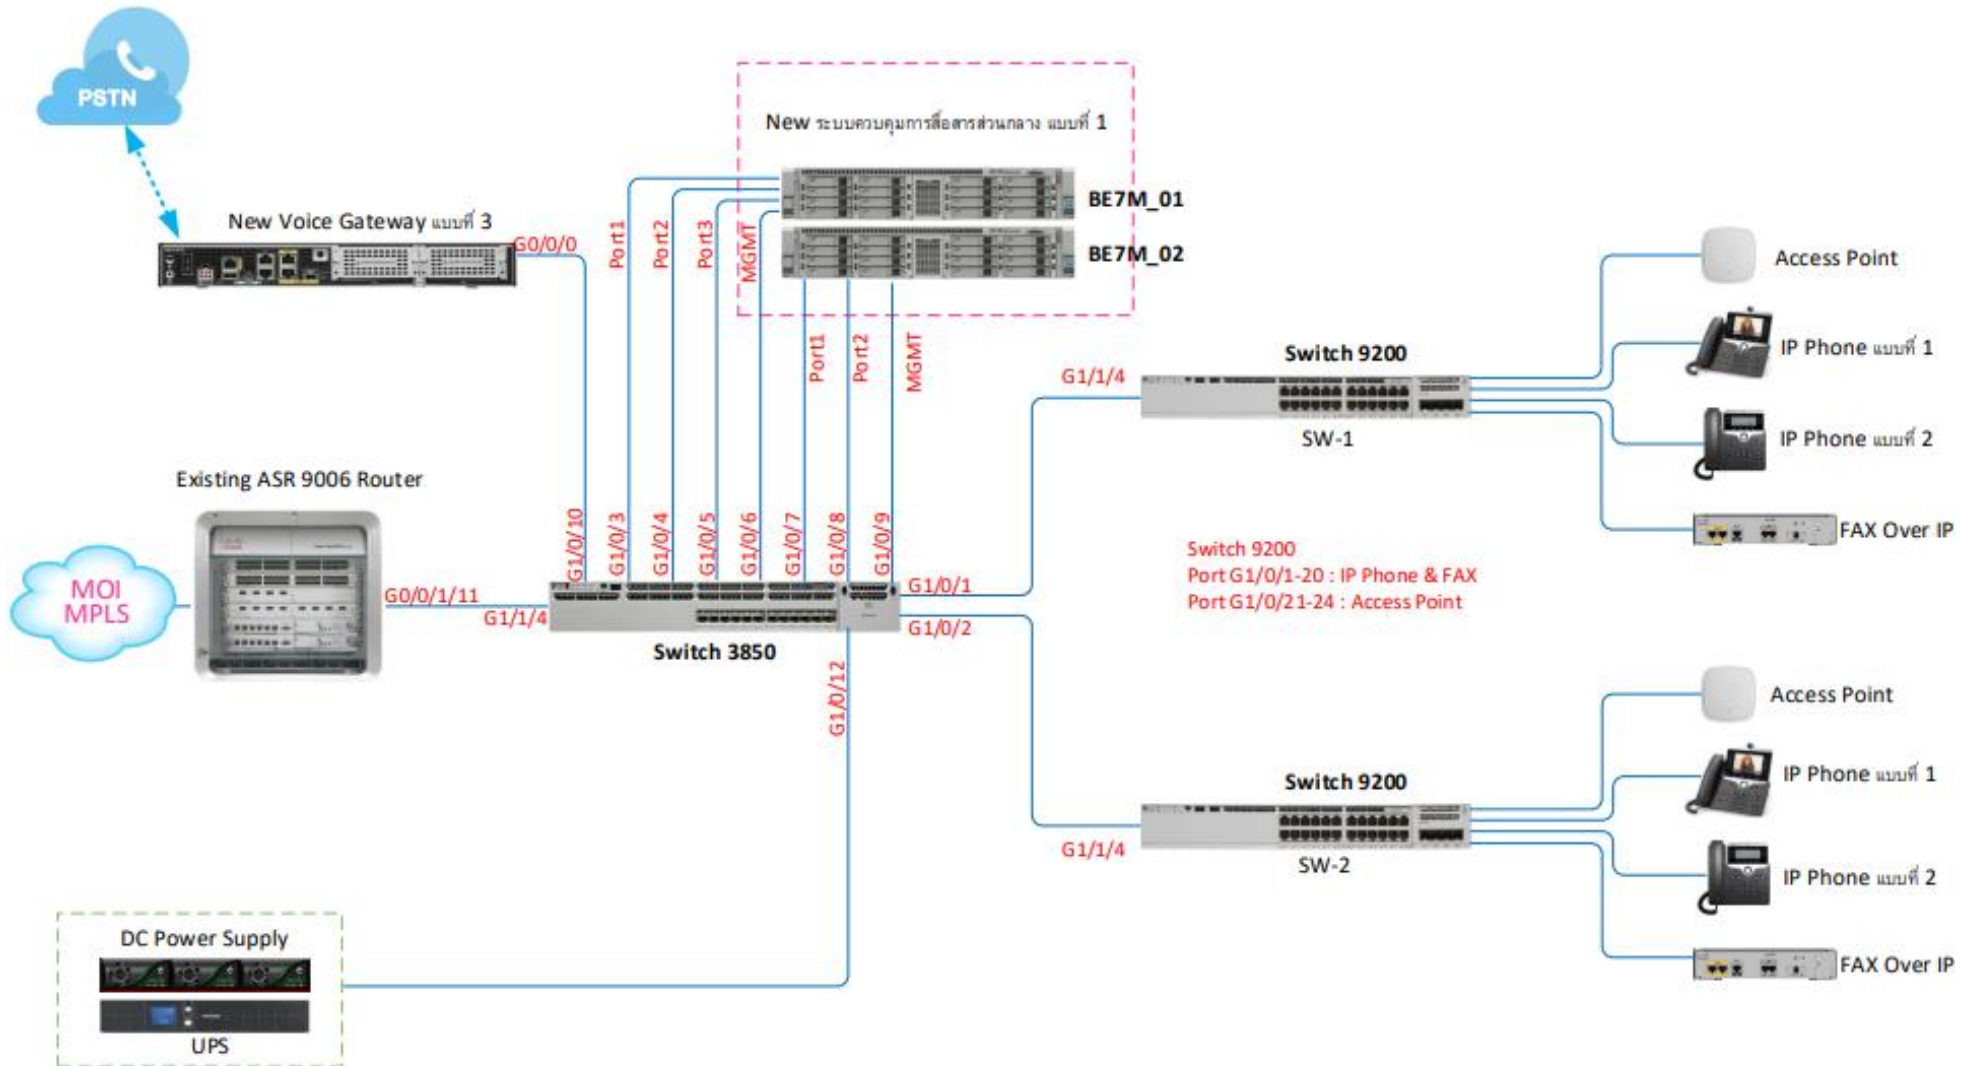 PSTN
New ระบบควบคุมการสื่อสารส่วนกลาง แบบที่ 1
BE7M_01
BE7M_02
New Voice Gateway แบบที่ 3
G0/0/0
Port1
Port2
Port3
MGMT
Port1
Port2
MGMT
Access Point
IP Phone แบบที่ 1
IP Phone แบบที่ 2
FAX Over IP
Switch 9200
G1/1/4
SW-1
Existing ASR 9006 Router
MOI
MPLS
G0/0/1/11
G1/1/4
G1/0/10
G1/0/3
G1/0/4
G1/0/5
G1/0/6
G1/0/7
G1/0/8
G1/0/9
G1/0/1
G1/0/2
Switch 3850
G1/0/12
Switch 9200
Port G1/0/1-20 : IP Phone & FAX
Port G1/0/21-24 : Access Point
Access Point
IP Phone แบบที่ 1
IP Phone แบบที่ 2
FAX Over IP
Switch 9200
G1/1/4
SW-2
DC Power Supply
UPS